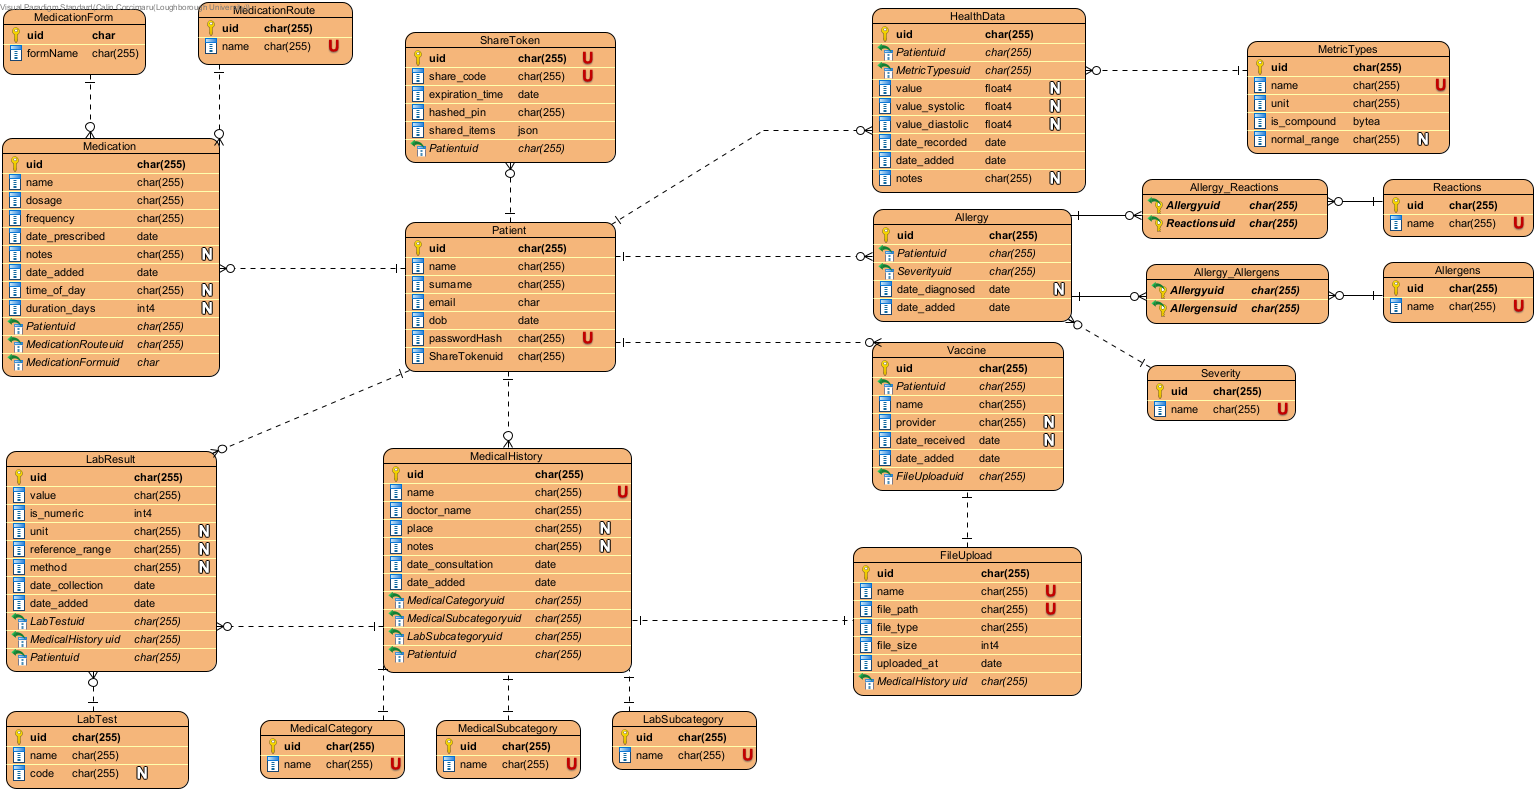 Visual Paradigm Standard(Calin Corcimaru(Loughborough University))
MedicationForm
uid char
formName char(255)
MedicationRoute
uid char(255)
name char(255) U
ShareToken
uid char(255) U
share_code char(255) U
expiration_time date
hashed_pin char(255)
shared_items json
Patientuid char(255)
HealthData
uid char(255)
Patientuid char(255)
MetricTypesuid char(255)
value float4 N
value_systolic float4 N
value_diastolic float4 N
date_recorded date
date_added date
notes char(255) N
MetricTypes
uid char(255)
name char(255) U
unit char(255)
is_compound bytea
normal_range char(255) N
Medication
uid char(255)
name char(255)
dosage char(255)
frequency char(255)
date_prescribed date
notes char(255) N
date_added date
time_of_day char(255) N
duration_days int4 N
Patientuid char(255)
MedicationRouteuid char(255)
MedicationFormuid char
Patient
uid char(255)
name char(255)
surname char(255)
email char
dob date
passwordHash char(255) U
ShareTokenuid char(255)
Allergy
uid char(255)
Patientuid char(255)
Severityuid char(255)
date_diagnosed date N
date_added date
Allergy_Reactions
Allergyuid char(255)
Reactionsuid char(255)
Reactions
uid char(255)
name char(255) U
Allergy_Allergens
Allergyuid char(255)
Allergensuid char(255)
Allergens
uid char(255)
name char(255) U
Vaccine
uid char(255)
Patientuid char(255)
name char(255)
provider char(255) N
date_received date N
date_added date
FileUploaduid char(255)
Severity
uid char(255)
name char(255) U
LabResult
uid char(255)
value char(255)
is_numeric int4
unit char(255) N
reference_range char(255) N
method char(255) N
date_collection date
date_added date
LabTestuid char(255)
MedicalHistory uid char(255)
Patientuid char(255)
MedicalHistory
uid char(255)
name char(255) U
doctor_name char(255)
place char(255) N
notes char(255) N
date_consultation date
date_added date
MedicalCategoryuid char(255)
MedicalSubcategoryuid char(255)
LabSubcategoryuid char(255)
Patientuid char(255)
FileUpload
uid char(255)
name char(255) U
file_path char(255) U
file_type char(255)
file_size int4
uploaded_at date
MedicalHistory uid char(255)
LabTest
uid char(255)
name char(255)
code char(255) N
MedicalCategory
uid char(255)
name char(255) U
MedicalSubcategory
uid char(255)
name char(255) U
LabSubcategory
uid char(255)
name char(255) U